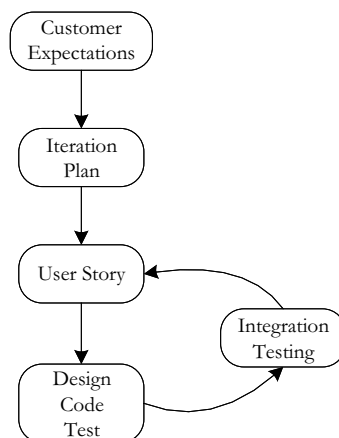 Customer
Expectations
Iteration
Plan
User Story
Integration
Testing
Design
Code
Test